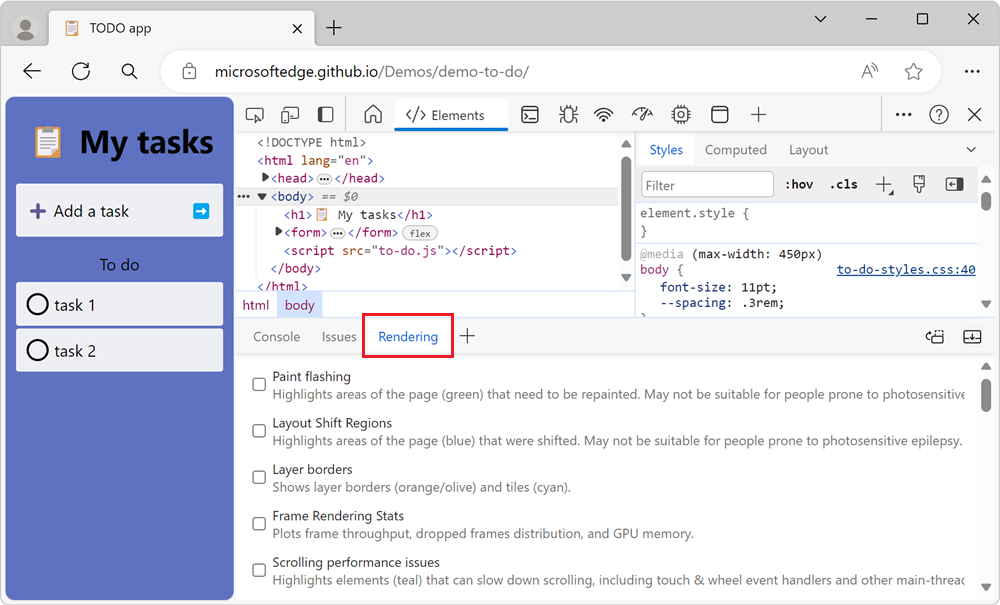 TODO app
microsoftedge.github.io/Demos/demo-to-do/
My tasks
Add a task
To do
task 1
task 2
</> Elements
<!DOCTYPE html>
<html lang="en">
<head> ••• </head>
••• <body> == $0
<h1>📋 My tasks</h1>
<form> ••• </form> flex
<script src="to-do.js"></script>
</body>
</html>
html body
Styles Computed Layout
Filter :hov .cls
element.style {
}
@media (max-width: 450px)
body { to-do-styles.css:40
font-size: 11pt;
--spacing: .3rem;
}
Console Issues Rendering
Paint flashing
Highlights areas of the page (green) that need to be repainted. May not be suitable for people prone to photosensitive
Layout Shift Regions
Highlights areas of the page (blue) that were shifted. May not be suitable for people prone to photosensitive epilepsy.
Layer borders
Shows layer borders (orange/olive) and tiles (cyan).
Frame Rendering Stats
Plots frame throughput, dropped frames distribution, and GPU memory.
Scrolling performance issues
Highlights elements (teal) that can slow down scrolling, including touch & wheel event handlers and other main-threa